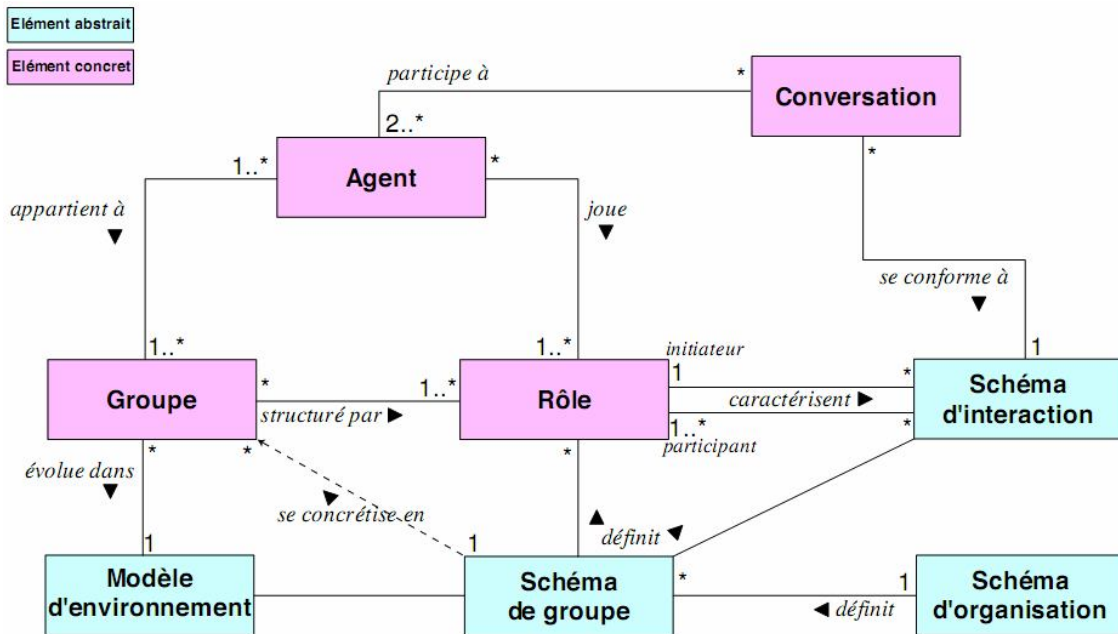 Elément abstrait
Elément concret
participe à
*
Conversation
2..*
*
1..*
*
Agent
appartient à
▼
joue
▼
se conforme à
▼
1..*
1..*
initiateur
1
1
*
Groupe
*
structuré par ►
1..*
Rôle
caractérisent ►
Schéma
d'interaction
1..*
participant
*
*
*
*
évolue dans
▼
se concrétise en
▲
▲
définit
▲
1
1
Modèle
d'environnement
Schéma
de groupe
*
1
◄ définit
Schéma
d'organisation